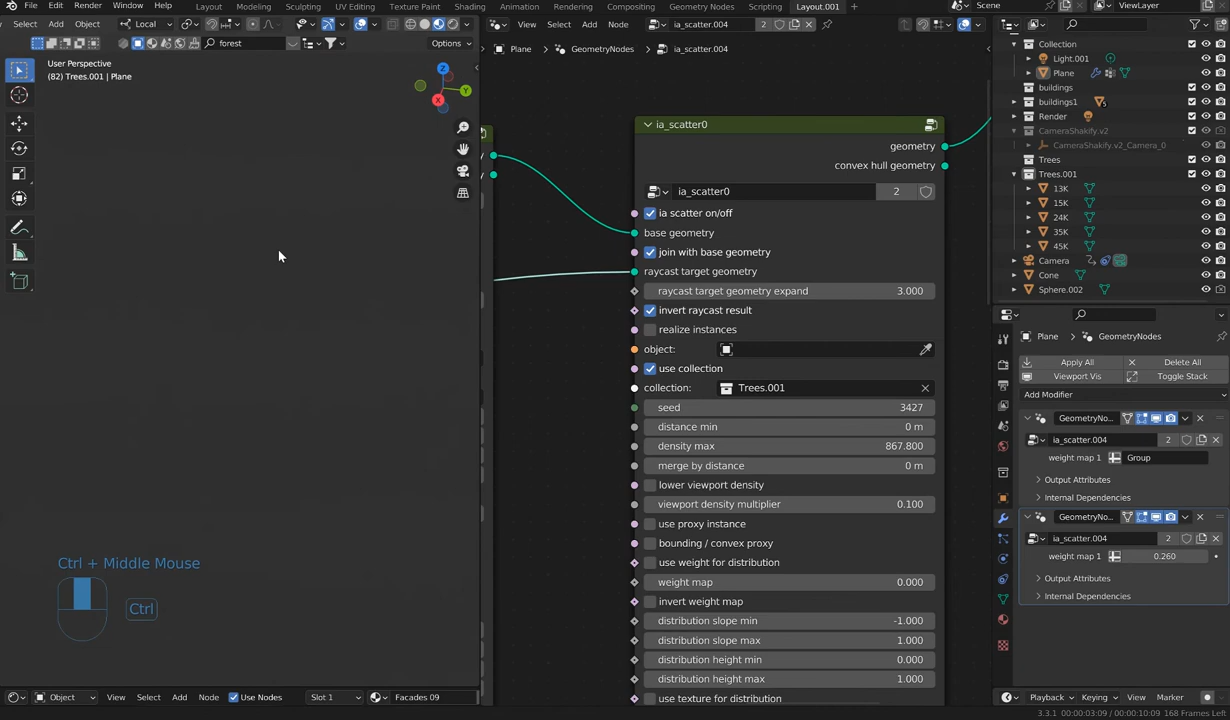 File Edit Render Window Help Layout Modeling Sculpting UV Editing Texture Paint Shading Animation Rendering Compositing Geometry Nodes Scripting Layout.001 + Scene ViewLayer
Select Add Object Local View Select Add Node ia_scatter.004 2
forest Options
Plane > GeometryNodes > ia_scatter.004
User Perspective
(82) Trees.001 | Plane
Z
Y
X
Ctrl + Middle Mouse
Ctrl
ia_scatter0
geometry
convex hull geometry
ia_scatter0 2
ia scatter on/off
base geometry
join with base geometry
raycast target geometry
raycast target geometry expand 3.000
invert raycast result
realize instances
object:
use collection
collection: Trees.001
seed 3427
distance min 0 m
density max 867.800
merge by distance 0 m
lower viewport density
viewport density multiplier 0.100
use proxy instance
bounding / convex proxy
use weight for distribution
weight map 0.000
invert weight map
distribution slope min -1.000
distribution slope max 1.000
distribution height min 0.000
distribution height max 1.000
use texture for distribution
Collection
Light.001
Plane
buildings
buildings1 5
Render
CameraShakify.v2
CameraShakify.v2_Camera_0
Trees
Trees.001
13K
15K
24K
35K
45K
Camera
Cone
Sphere.002
Plane > GeometryNodes
Apply All Delete All
Viewport Vis Toggle Stack
Add Modifier
GeometryNo...
ia_scatter.004 2
weight map 1 Group
Output Attributes
Internal Dependencies
GeometryNo...
ia_scatter.004 2
weight map 1 0.260
Output Attributes
Internal Dependencies
Object View Select Add Node Use Nodes Slot 1 Facades 09
Playback Keying View Marker
3.3.1 00:00:03:09 / 00:00:10:09 168 Frames Left